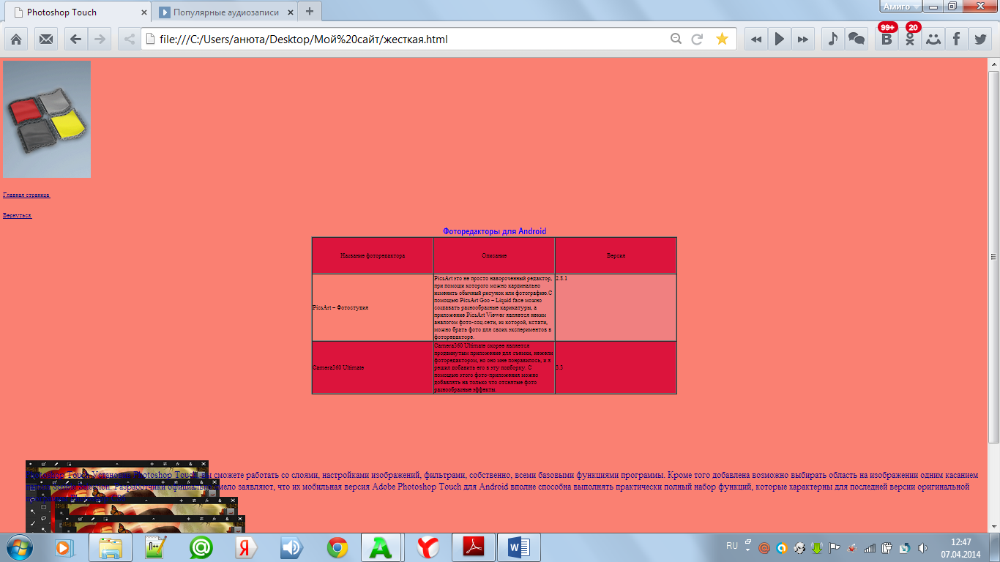 Photoshop Touch
Популярные аудиозаписи
Амиго
file:///C:/Users/анюта/Desktop/Мой%20сайт/жесткая.html
99+
20
Главная страница
Вернуться
Фоторедакторы для Android
Название фоторедактора
Описание
Версия
PicsArt – Фотостудия
PicsArt это не просто навороченный редактор,
при помощи которого можно кардинально
изменить обычный рисунок или фотографию.С
помощью PicsArt Goo – Liquid face можно
создавать разнообразные карикатуры, а
приложение PicsArt Viewer является неким
аналогом фото-соц.сети, из которой, кстати,
можно брать фото для своих экспериментов в
фоторедакторе.
2.8.1
Camera360 Ultimate
Camera360 Ultimate скорее является
продвинутым приложение для съемки, нежели
фоторедактором, но оно мне понравилось, и я
решил добавить его в эту подборку. С
помощью этого фото-приложения можно
добавлять на только что отснятые фото
разнообразные эффекты.
Photoshop Touch Установив Photoshop Touch, вы сможете работать со слоями, настройками изображений, фильтрами, собственно, всеми базовыми функциями программы. Кроме того добавлена возможно выбирать область на изображении одним касанием
Разработчики официально смело заявляют, что их мобильная версия Adobe Photoshop Touch для Android вполне способна выполнять практически полный набор функций, которые характерны для последней версии оригинальной
RU
12:47
07.04.2014